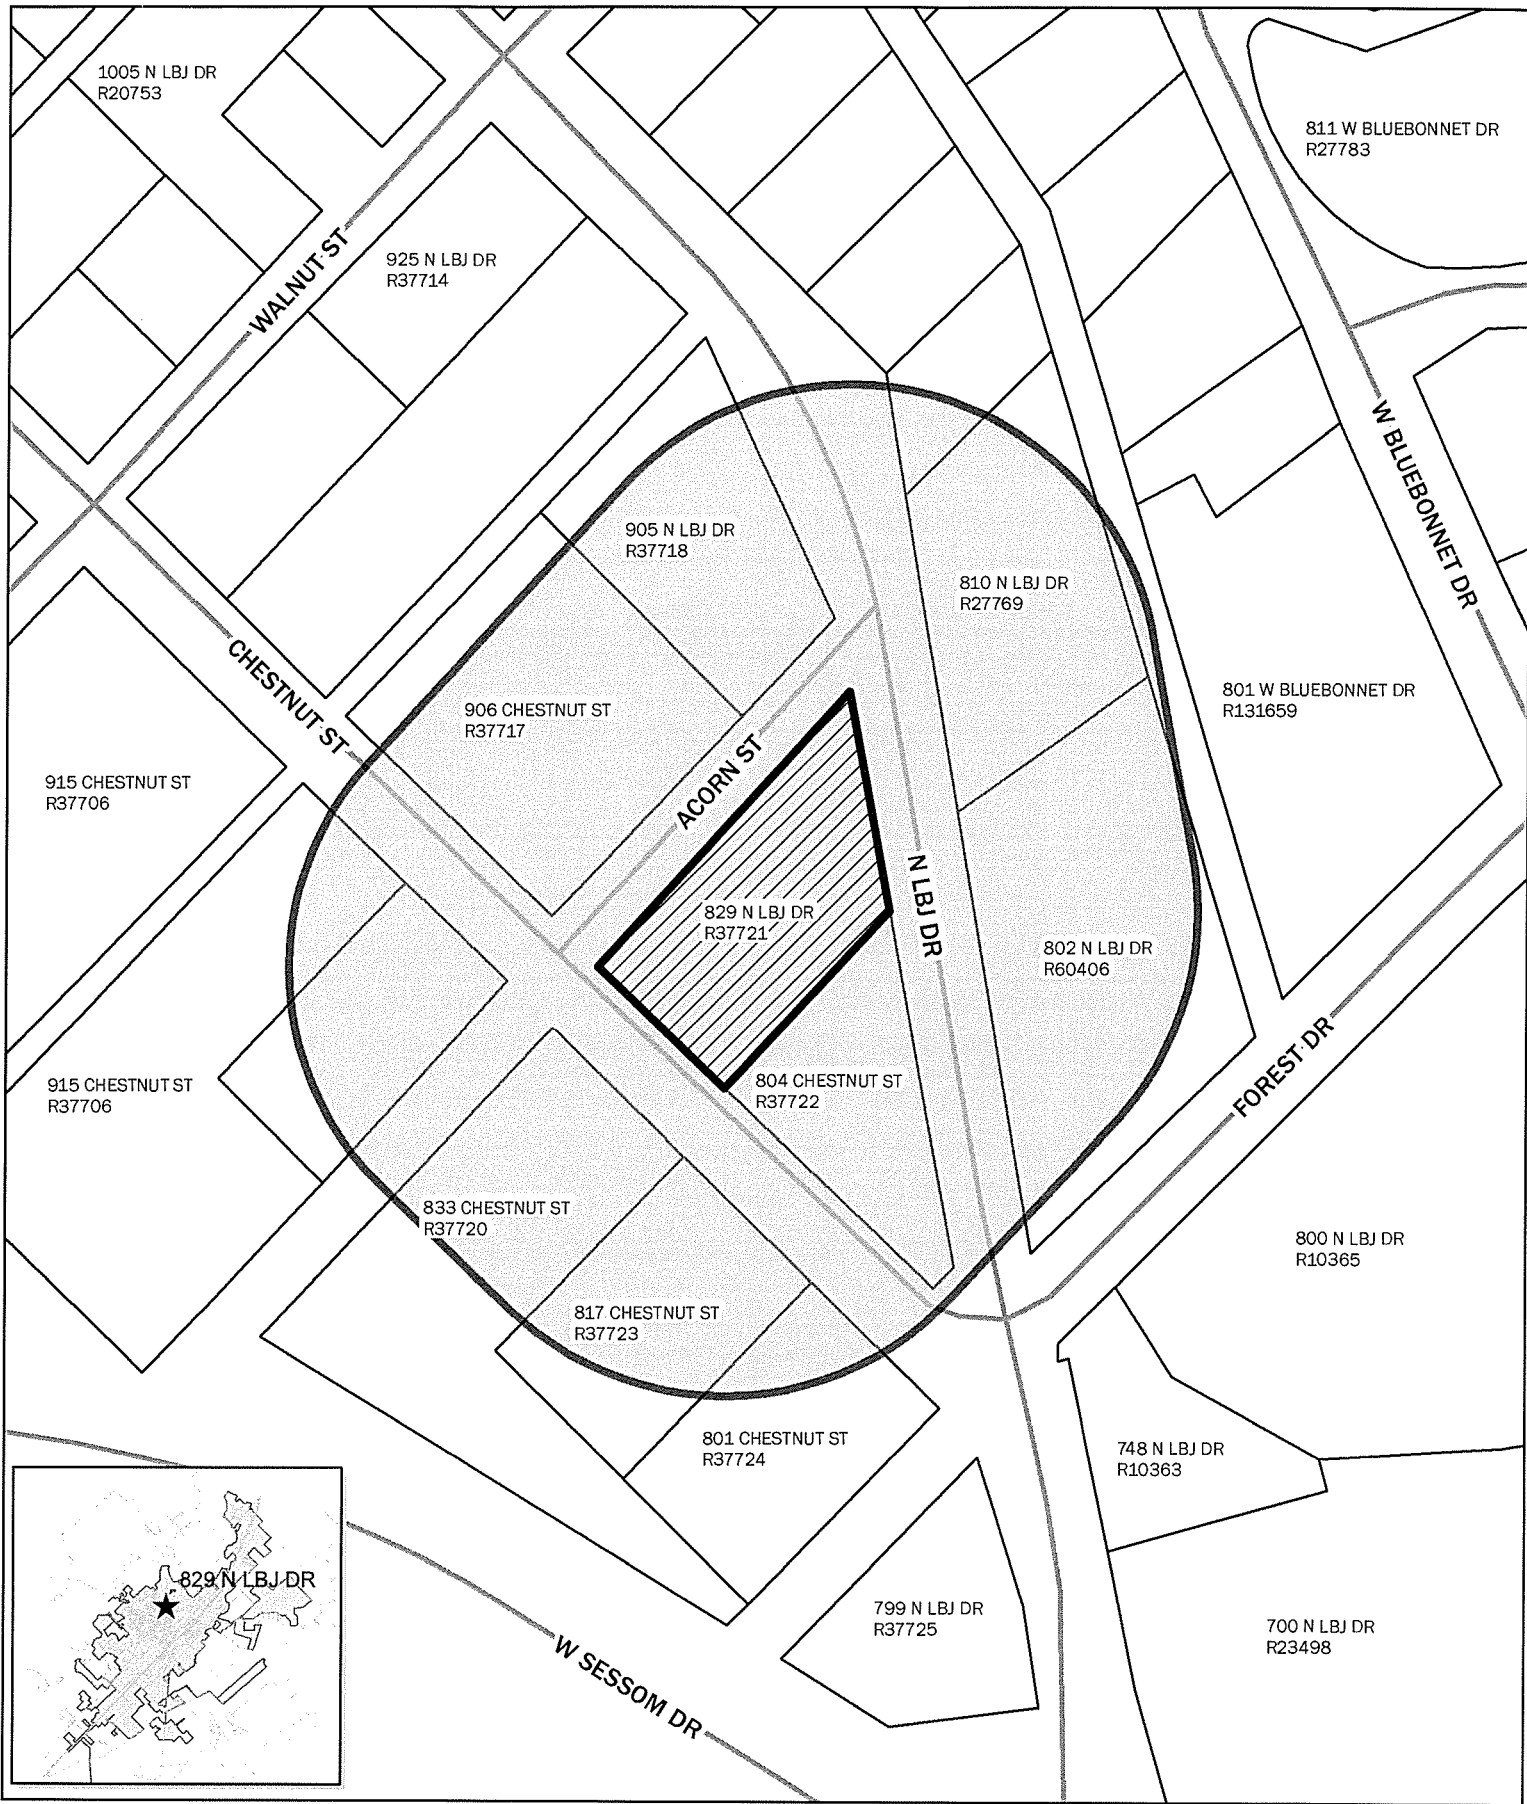 1005 N LBJ DR
R20753
811 W BLUEBONNET DR
R27783
925 N LBJ DR
R37714
WALNUT ST
W BLUEBONNET DR
905 N LBJ DR
R37718
810 N LBJ DR
R27769
CHESTNUT ST
906 CHESTNUT ST
R37717
801 W BLUEBONNET DR
R131659
915 CHESTNUT ST
R37706
ACORN ST
829 N LBJ DR
R37721
N LBJ DR
802 N LBJ DR
R60406
915 CHESTNUT ST
R37706
804 CHESTNUT ST
R37722
FOREST DR
833 CHESTNUT ST
R37720
800 N LBJ DR
R10365
817 CHESTNUT ST
R37723
801 CHESTNUT ST
R37724
748 N LBJ DR
R10363
829 N LBJ DR
799 N LBJ DR
R37725
700 N LBJ DR
R23498
W SESSOM DR